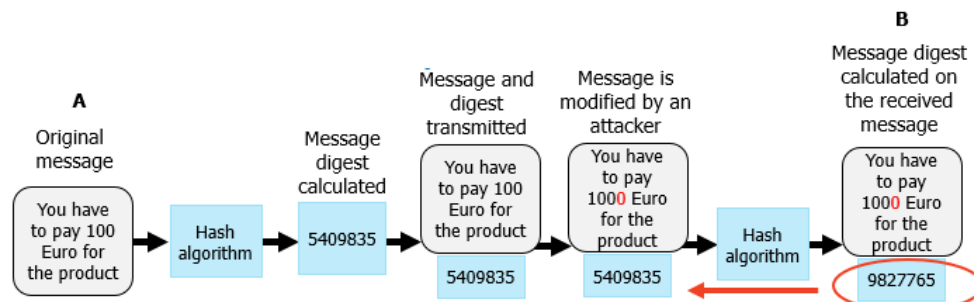 A
Original
message
You have
to pay 100
Euro for
the product
Hash
algorithm
Message
digest
calculated
5409835
Message and
digest
transmitted
You have
to pay 100
Euro for
the product
5409835
Message is
modified by an
attacker
You have
to pay
1000 Euro
for the
product
5409835
Hash
algorithm
B
Message digest
calculated on
the received
message
You have
to pay
1000 Euro
for the
product
9827765